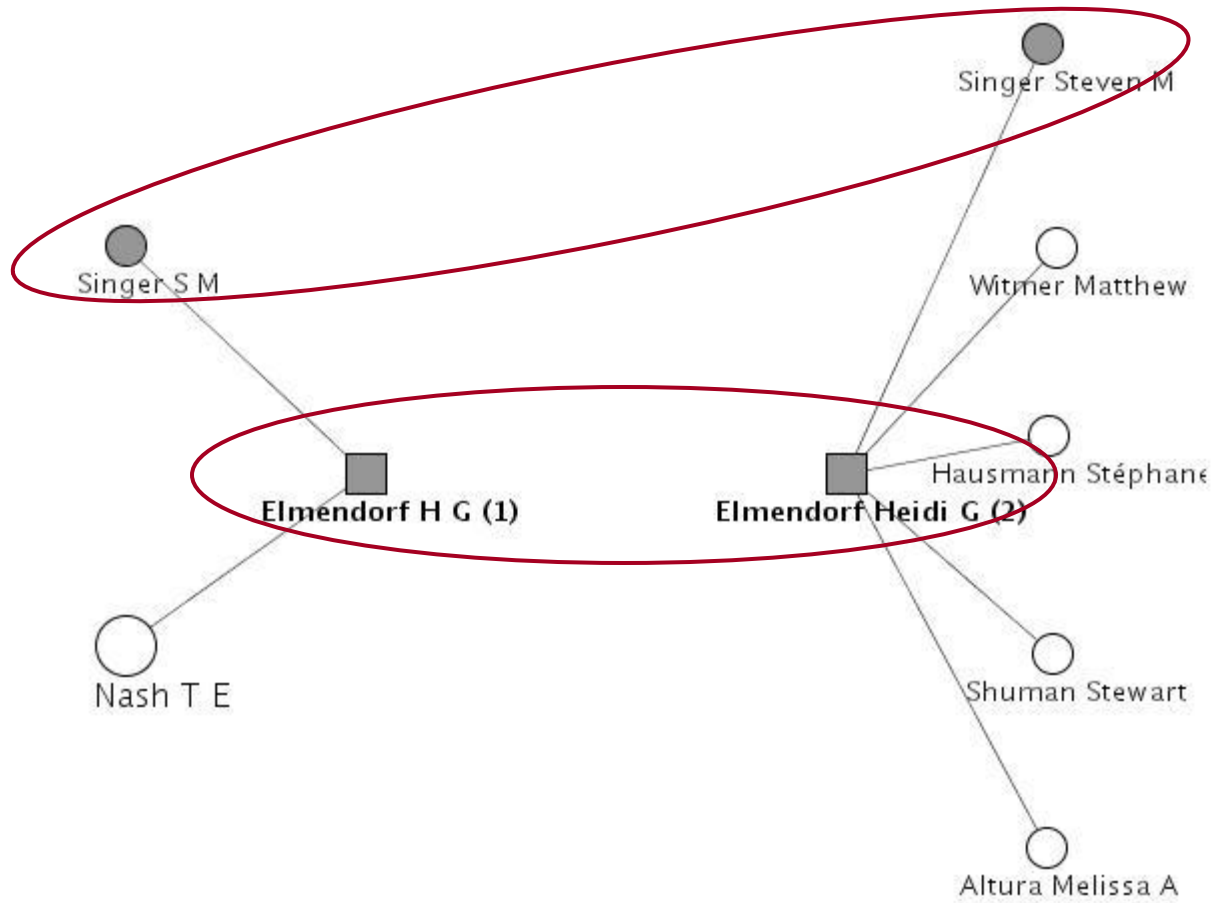 Singer Steven M
Singer S M
Witmer Matthew
Hausmann Stéphane
Elmendorf H G (1)
Elmendorf Heidi G (2)
Nash T E
Shuman Stewart
Altura Melissa A